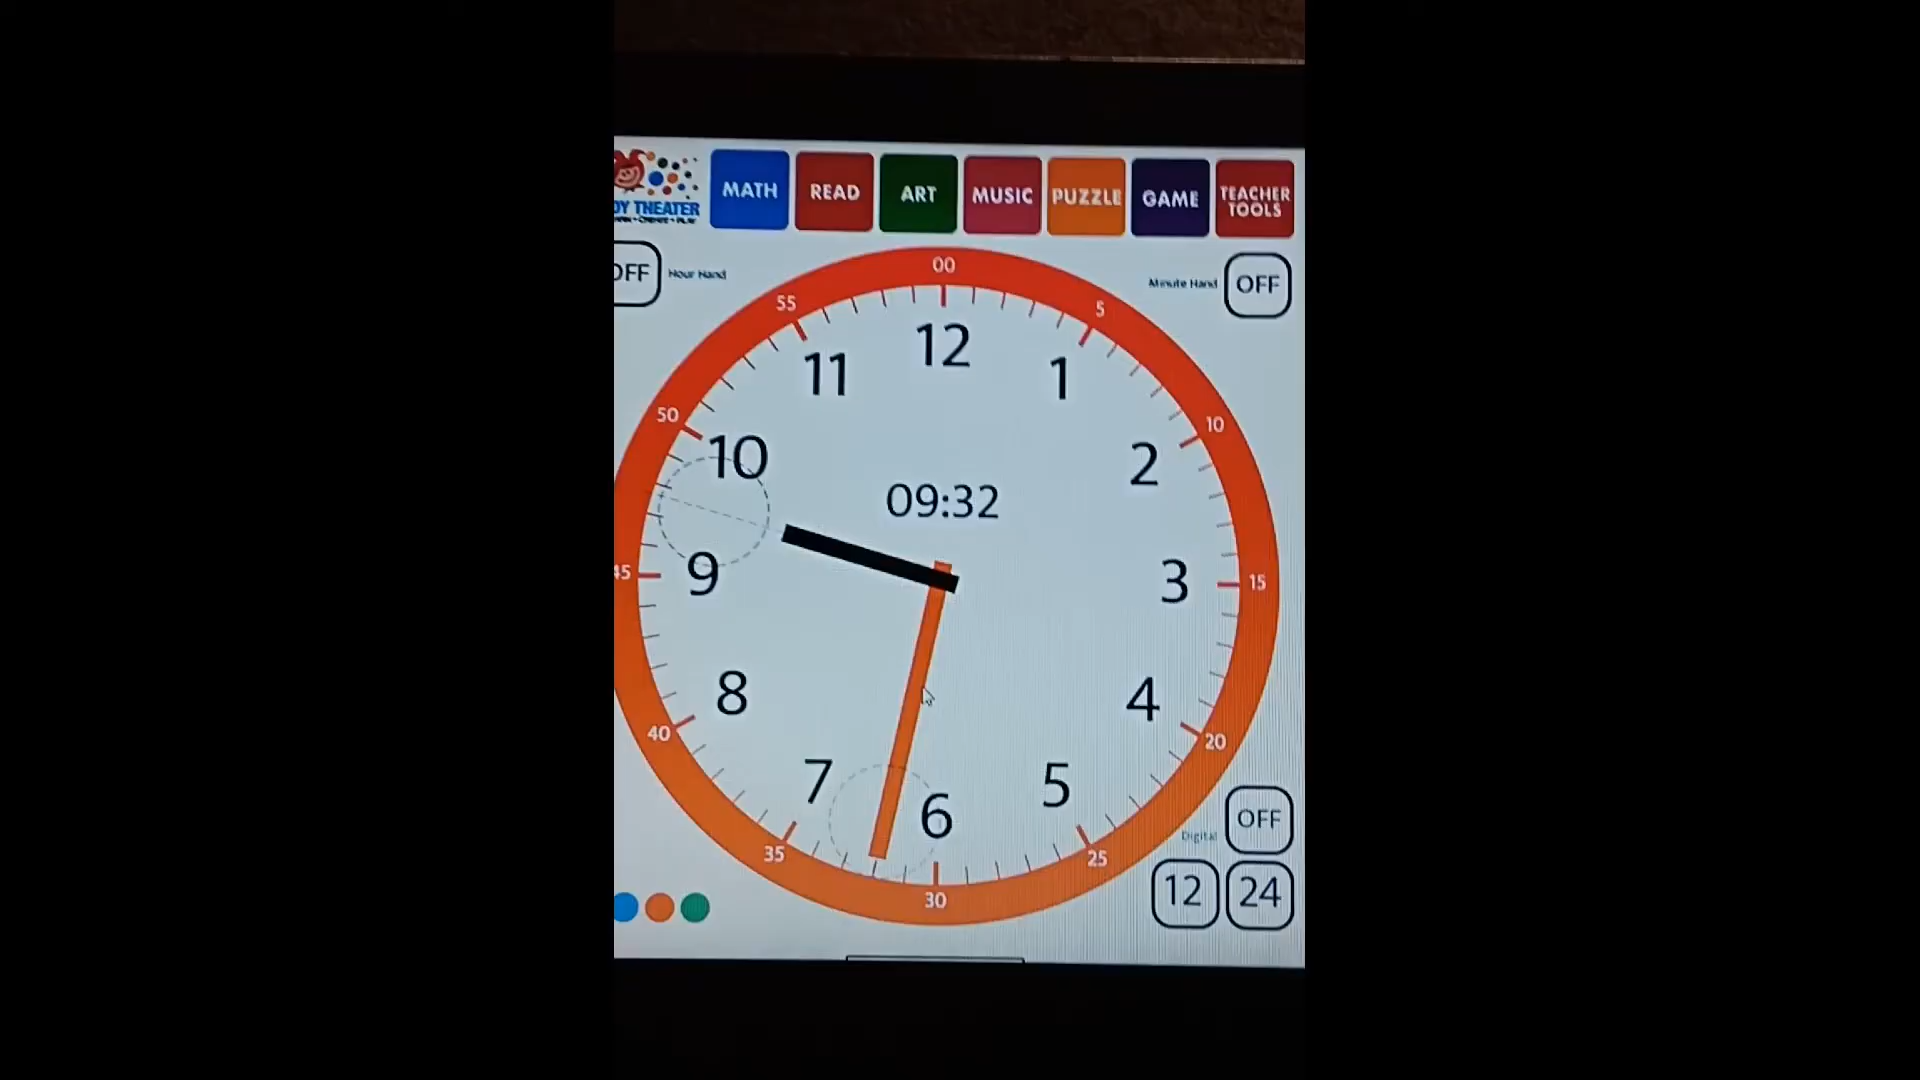 MATH
READ
ART
MUSIC
PUZZLE
GAME
TEACHER
TOOLS
THEATER
OFF
Hour Hand
Minute Hand
OFF
00
55
5
12
11
1
50
10
10
2
09:32
45
9
3
15
8
4
40
20
7
5
6
35
25
30
Digital
OFF
12
24